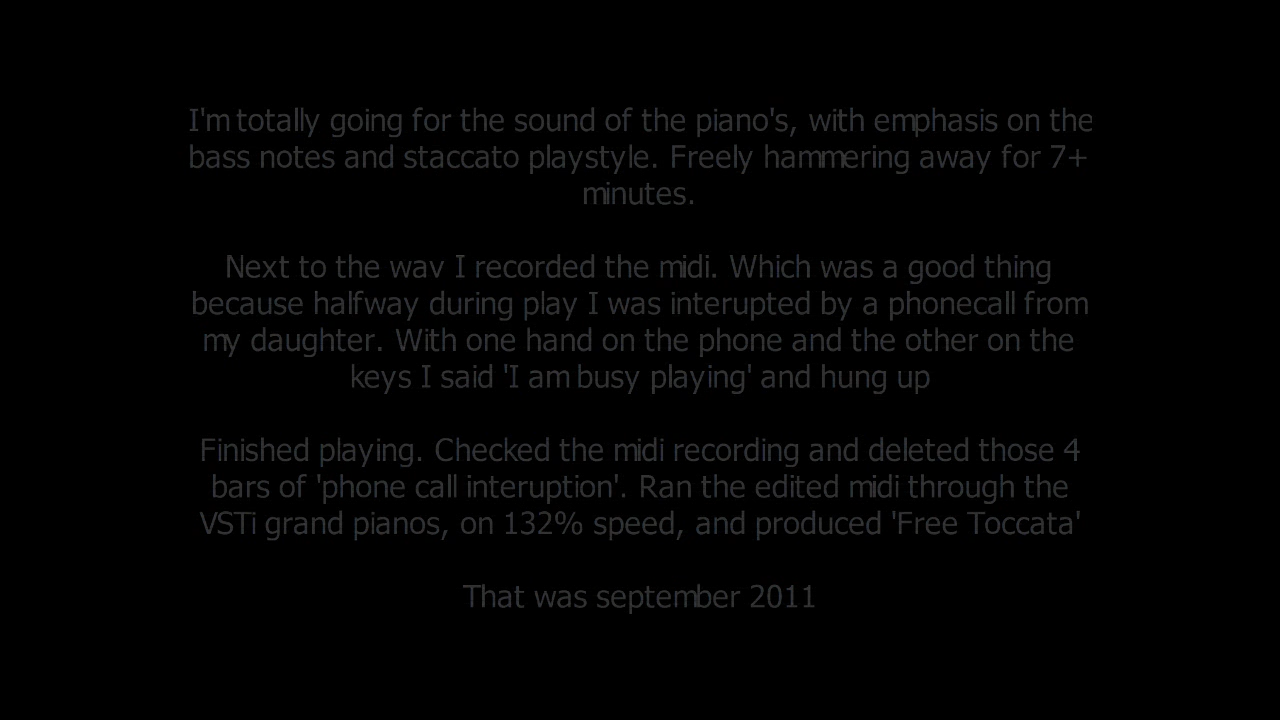 I'm totally going for the sound of the piano's, with emphasis on the
bass notes and staccato playstyle. Freely hammering away for 7+
minutes.
Next to the wav I recorded the midi. Which was a good thing
because halfway during play I was interupted by a phonecall from
my daughter. With one hand on the phone and the other on the
keys I said 'I am busy playing' and hung up
Finished playing. Checked the midi recording and deleted those 4
bars of 'phone call interuption'. Ran the edited midi through the
VSTi grand pianos, on 132% speed, and produced 'Free Toccata'
That was september 2011